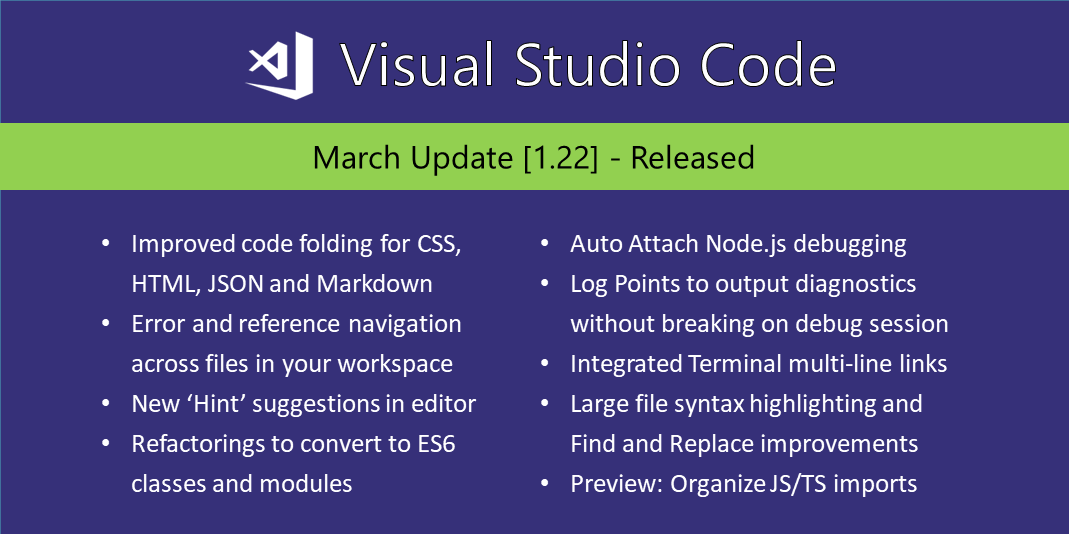 Visual Studio Code
March Update [1.22] - Released
• Improved code folding for CSS,
HTML, JSON and Markdown
• Error and reference navigation
across files in your workspace
• New ‘Hint’ suggestions in editor
• Refactorings to convert to ES6
classes and modules
• Auto Attach Node.js debugging
• Log Points to output diagnostics
without breaking on debug session
• Integrated Terminal multi-line links
• Large file syntax highlighting and
Find and Replace improvements
• Preview: Organize JS/TS imports